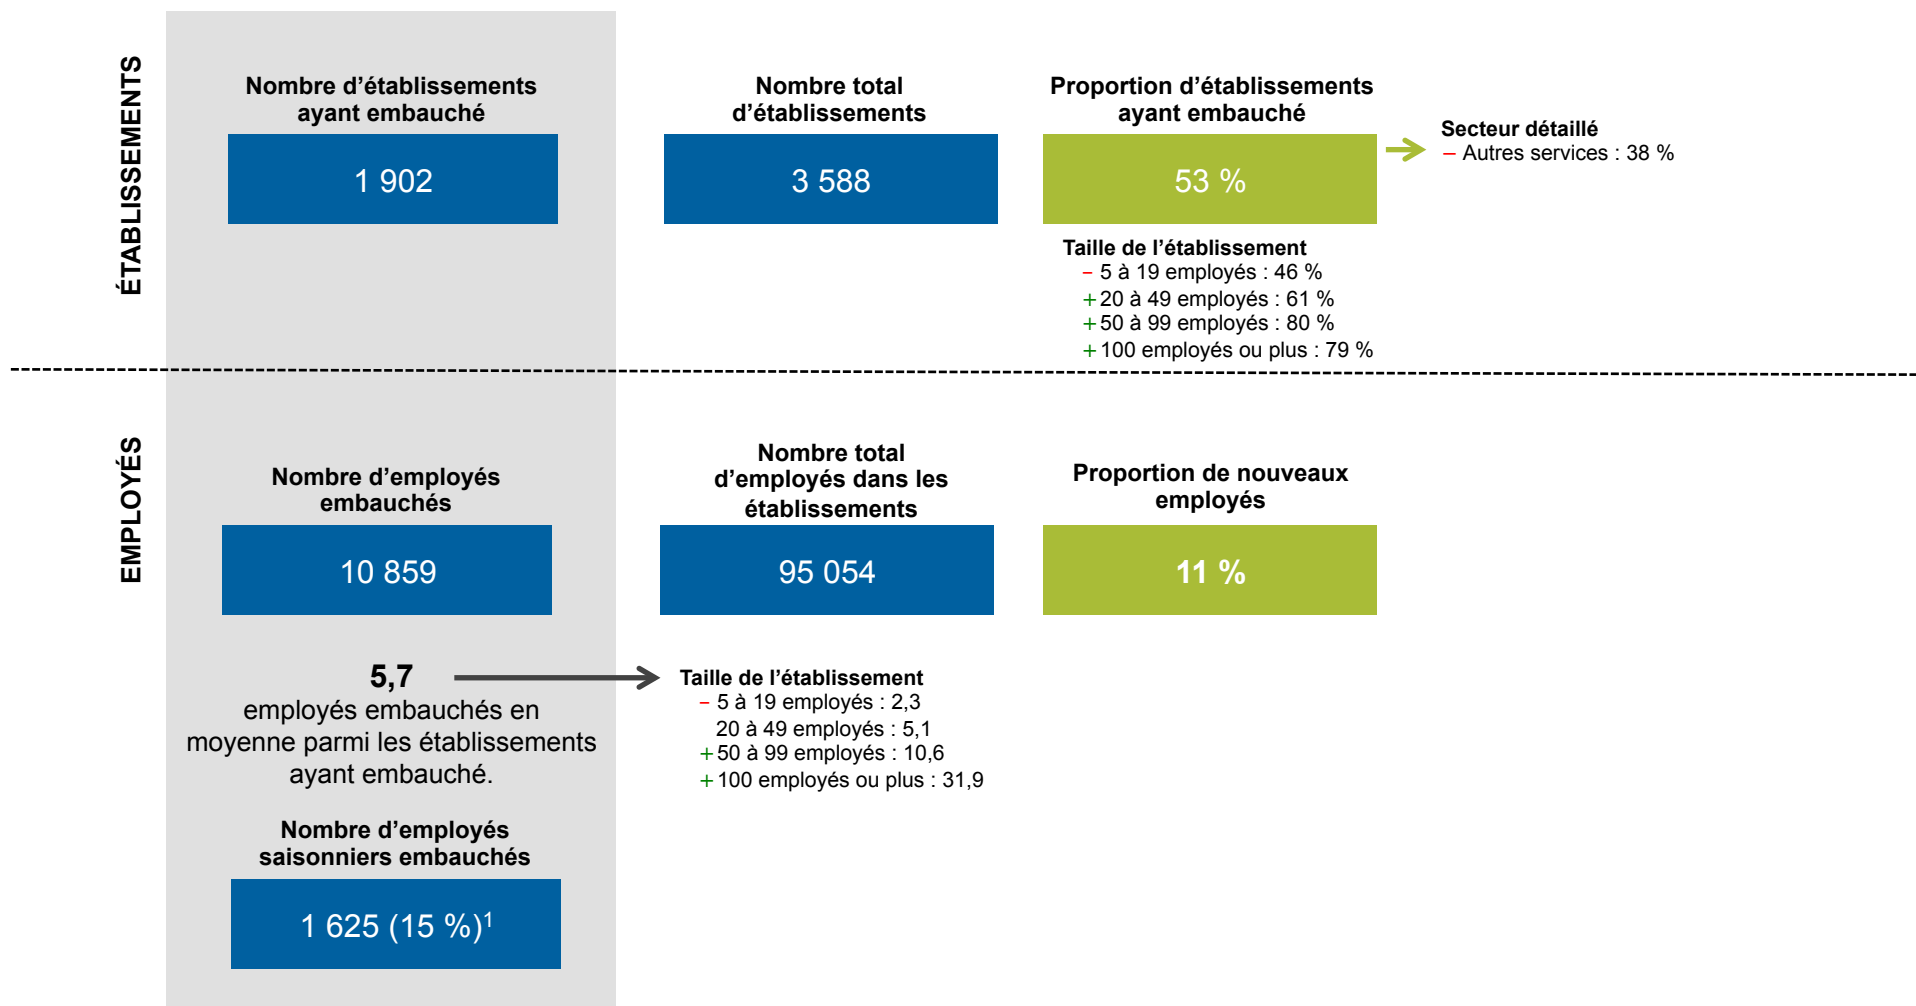 ÉTABLISSEMENTS
Nombre d’établissements
ayant embauché
1 902
Nombre total
d’établissements
3 588
Proportion d’établissements
ayant embauché
53 %
Secteur détaillé
– Autres services : 38 %
Taille de l’établissement
– 5 à 19 employés : 46 %
+ 20 à 49 employés : 61 %
+ 50 à 99 employés : 80 %
+ 100 employés ou plus : 79 %
EMPLOYÉS
Nombre d’employés
embauchés
10 859
Nombre total
d’employés dans les
établissements
95 054
Proportion de nouveaux
employés
11 %
5,7
employés embauchés en
moyenne parmi les établissements
ayant embauché.
Taille de l’établissement
– 5 à 19 employés : 2,3
20 à 49 employés : 5,1
+ 50 à 99 employés : 10,6
+ 100 employés ou plus : 31,9
Nombre d’employés
saisonniers embauchés
1 625 (15 %)¹